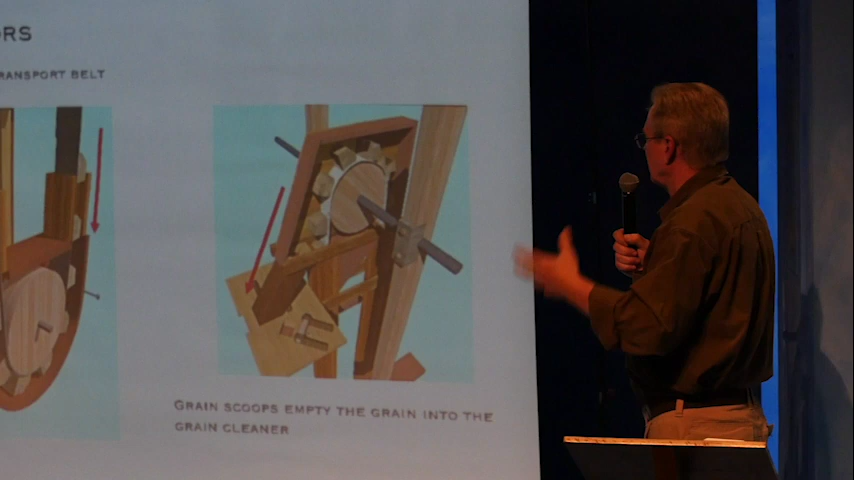 ORS
RANSPORT BELT
GRAIN SCOOPS EMPTY THE GRAIN INTO THE
GRAIN CLEANER